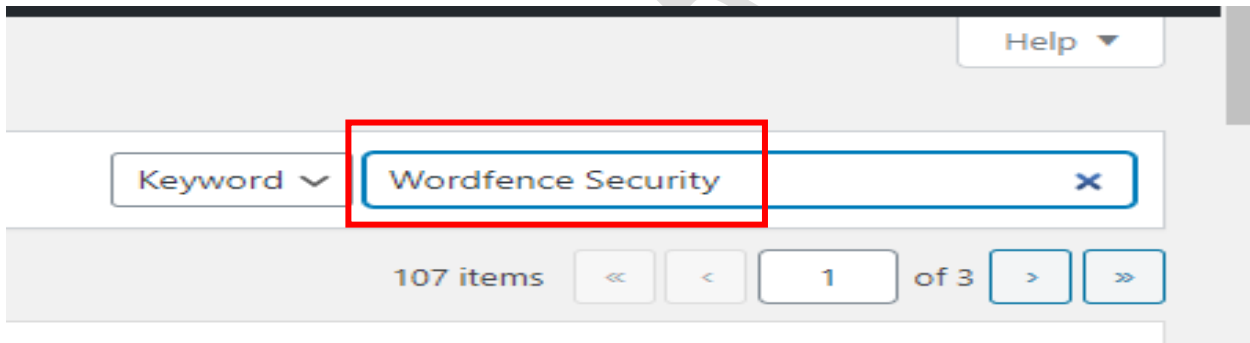 Help
Keyword Wordfence Security
107 items « ‹ 1 of 3 › »